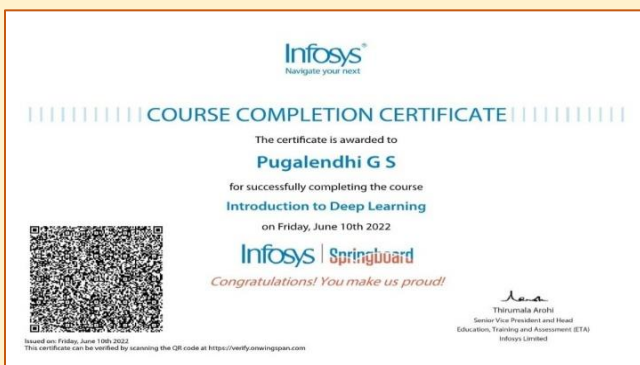 Infosys®
Navigate your next
COURSE COMPLETION CERTIFICATE
The certificate is awarded to
Pugalendhi G S
for successfully completing the course
Introduction to Deep Learning
on Friday, June 10th 2022
Infosys | Springboard
Congratulations! You make us proud!
Thirumala Arohi
Senior Vice President and Head
Education, Training and Assessment (ETA)
Infosys Limited
Issued on: Friday, June 10th 2022
This certificate can be verified by scanning the QR code at https://verify.onwingspan.com